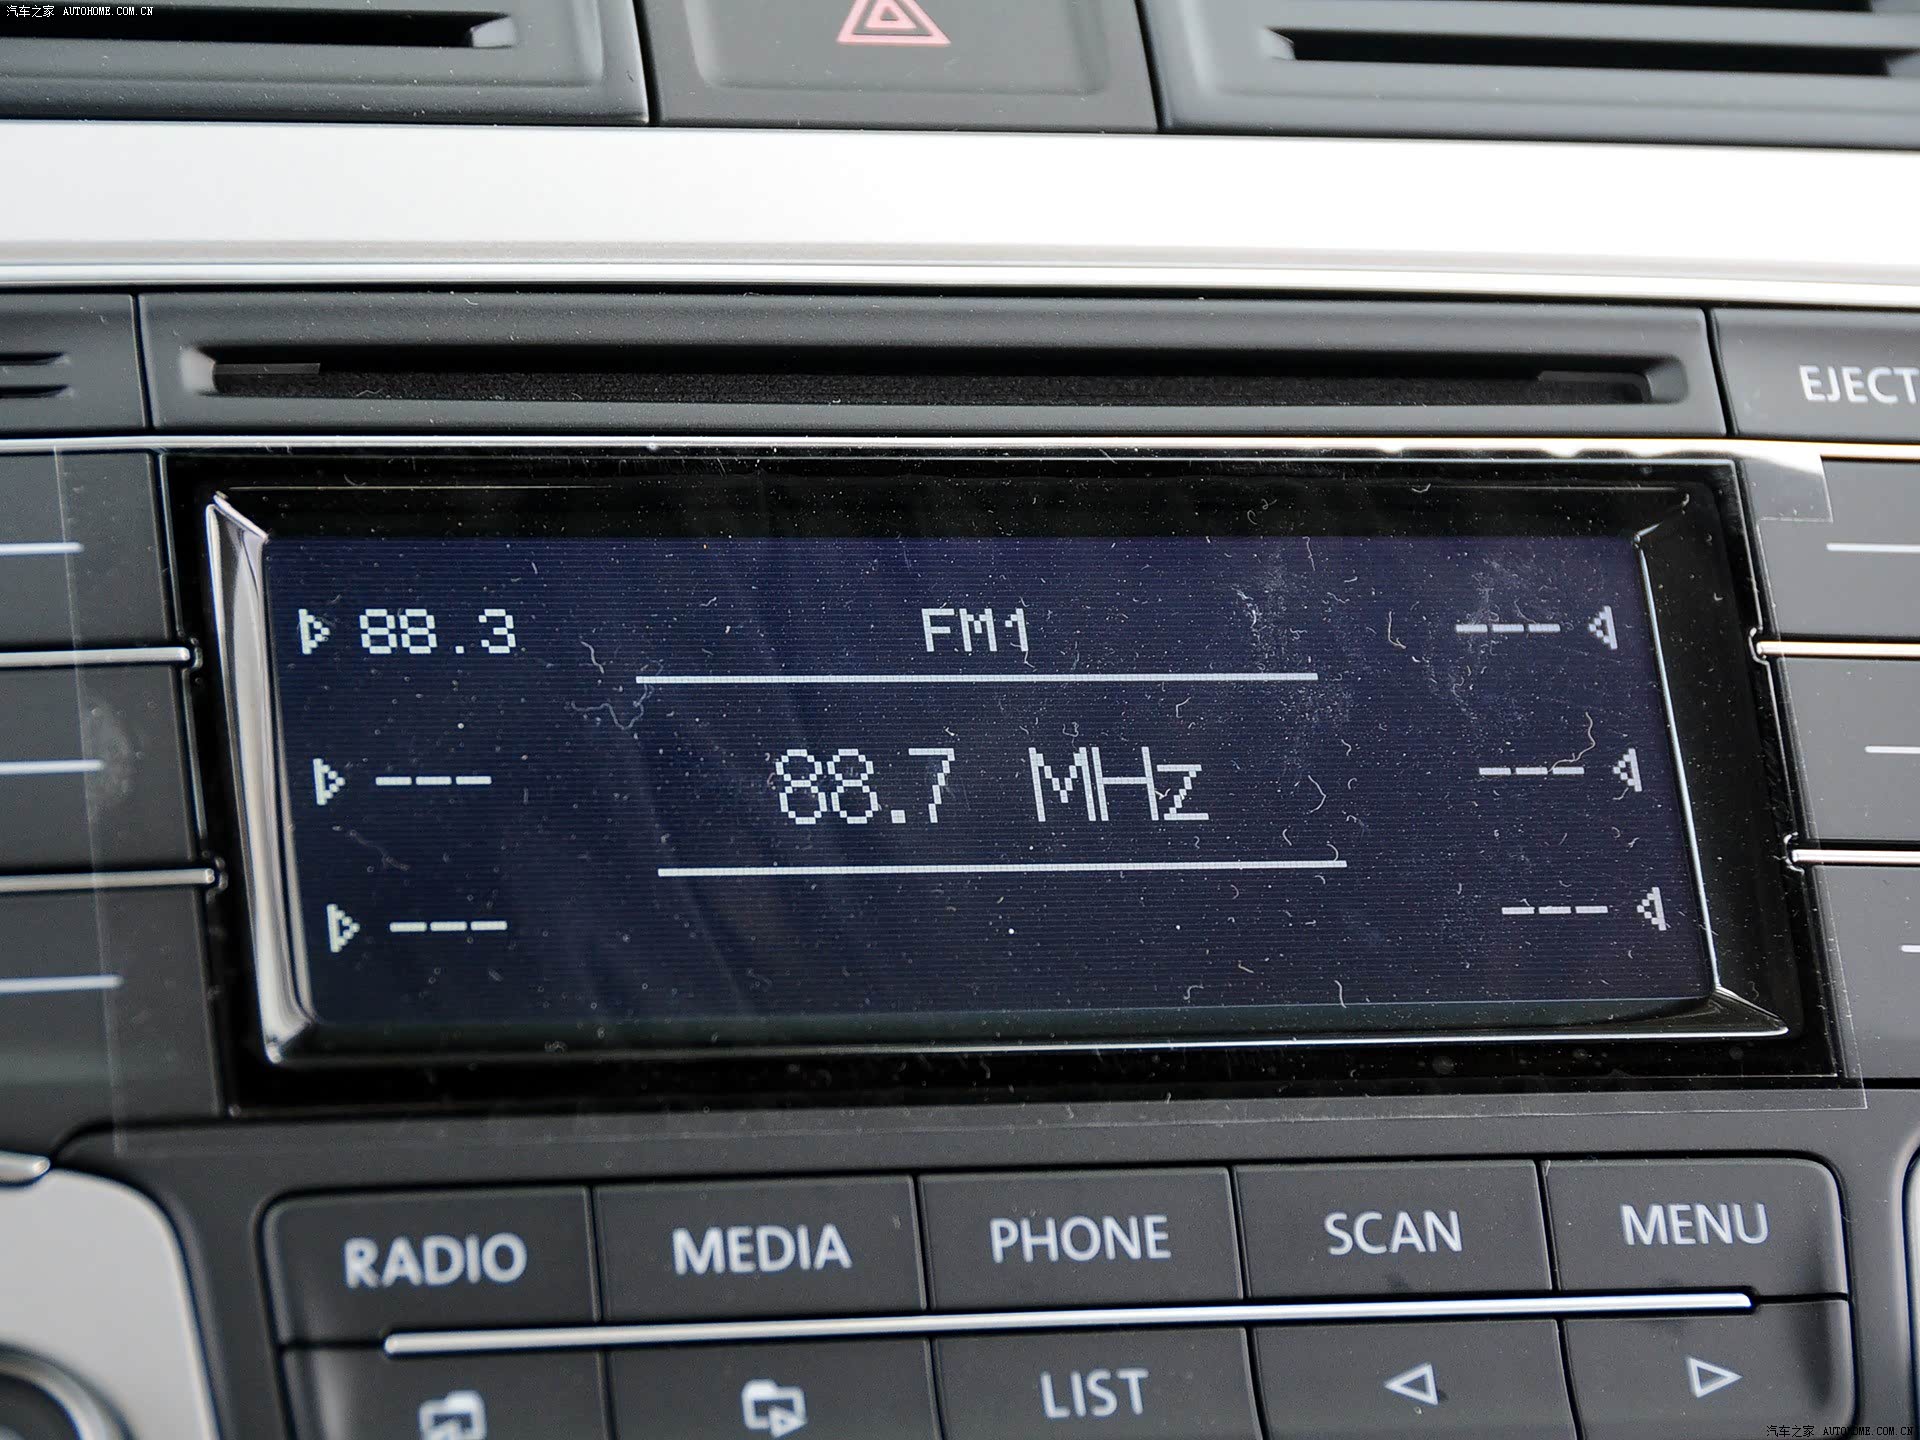 汽车之家 AUTOHOME.COM.CN
EJECT
88.3 FM1 ---
--- 88.7 MHz ---
--- ---
RADIO MEDIA PHONE SCAN MENU
LIST
汽车之家 AUTOHOME.COM.CN